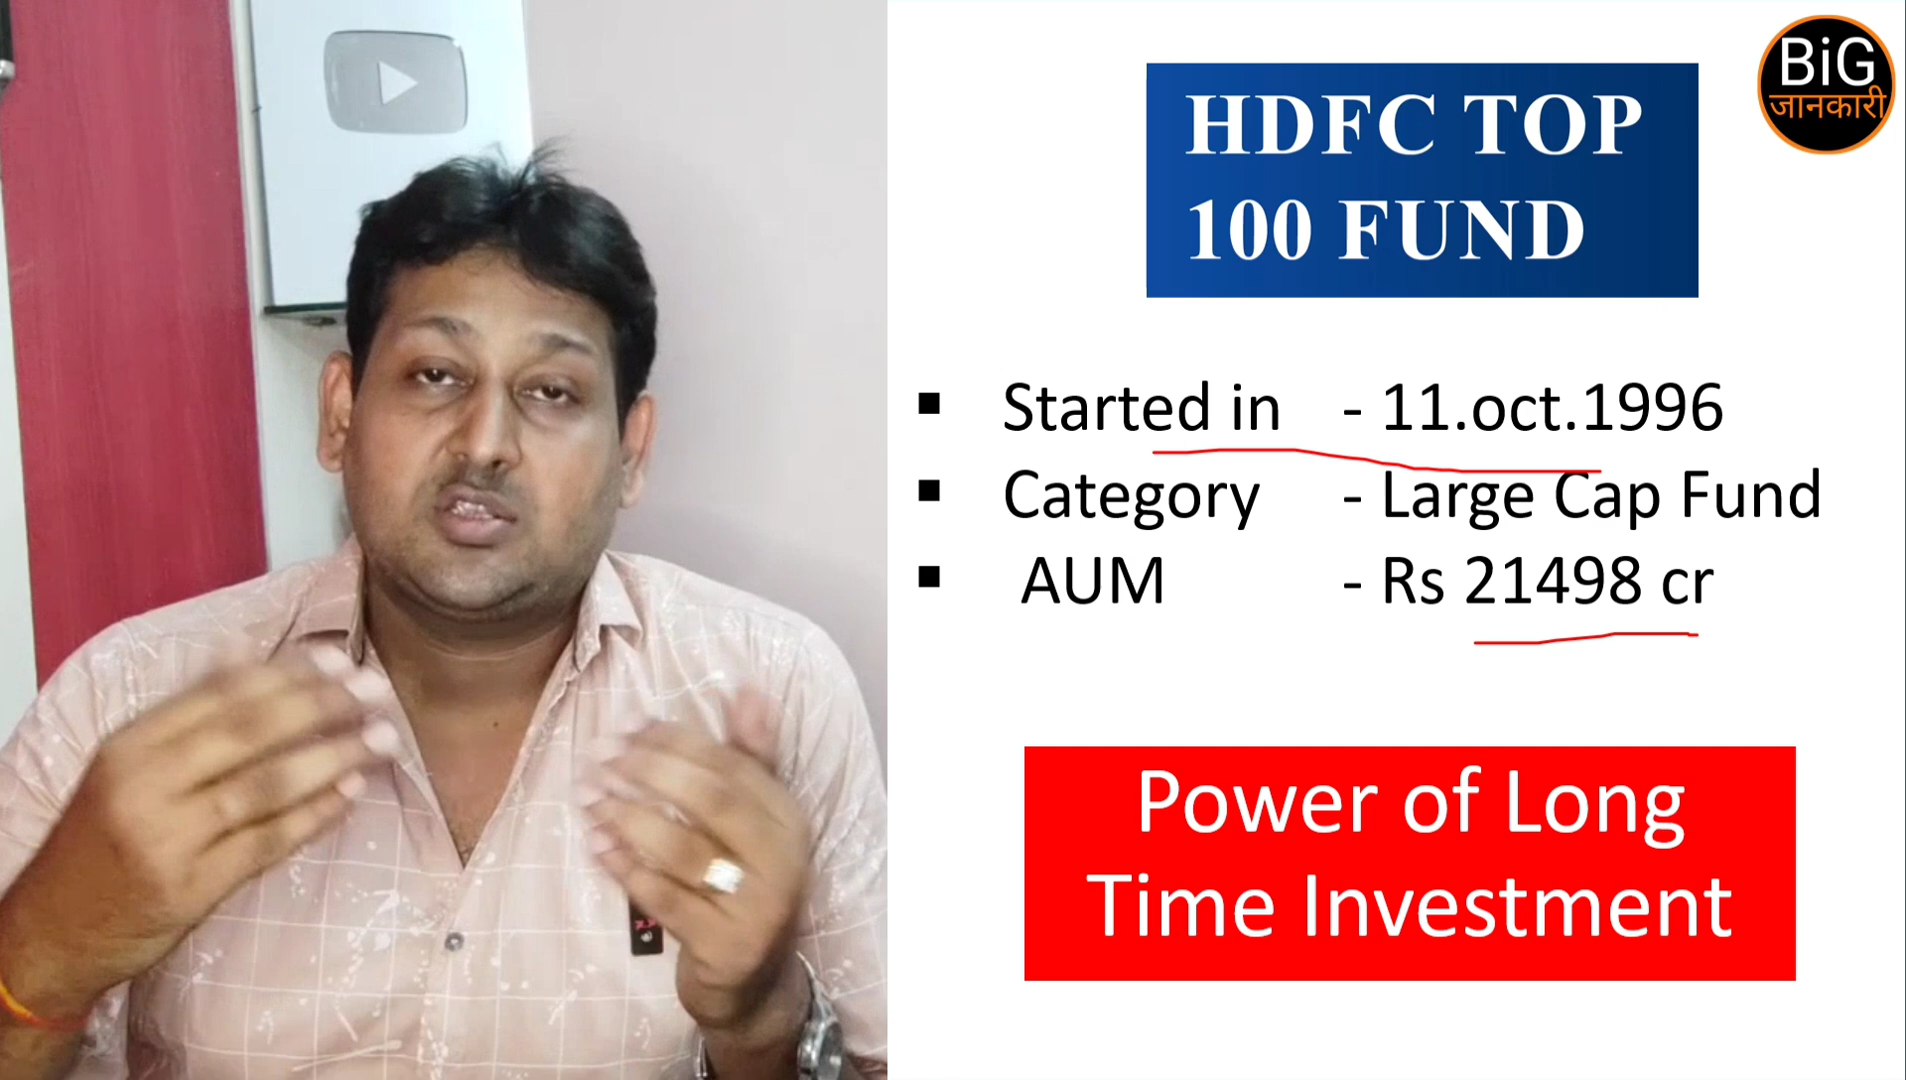 BiG
जानकारी
HDFC TOP
100 FUND
▪ Started in - 11.oct.1996
▪ Category - Large Cap Fund
▪ AUM - Rs 21498 cr
Power of Long
Time Investment